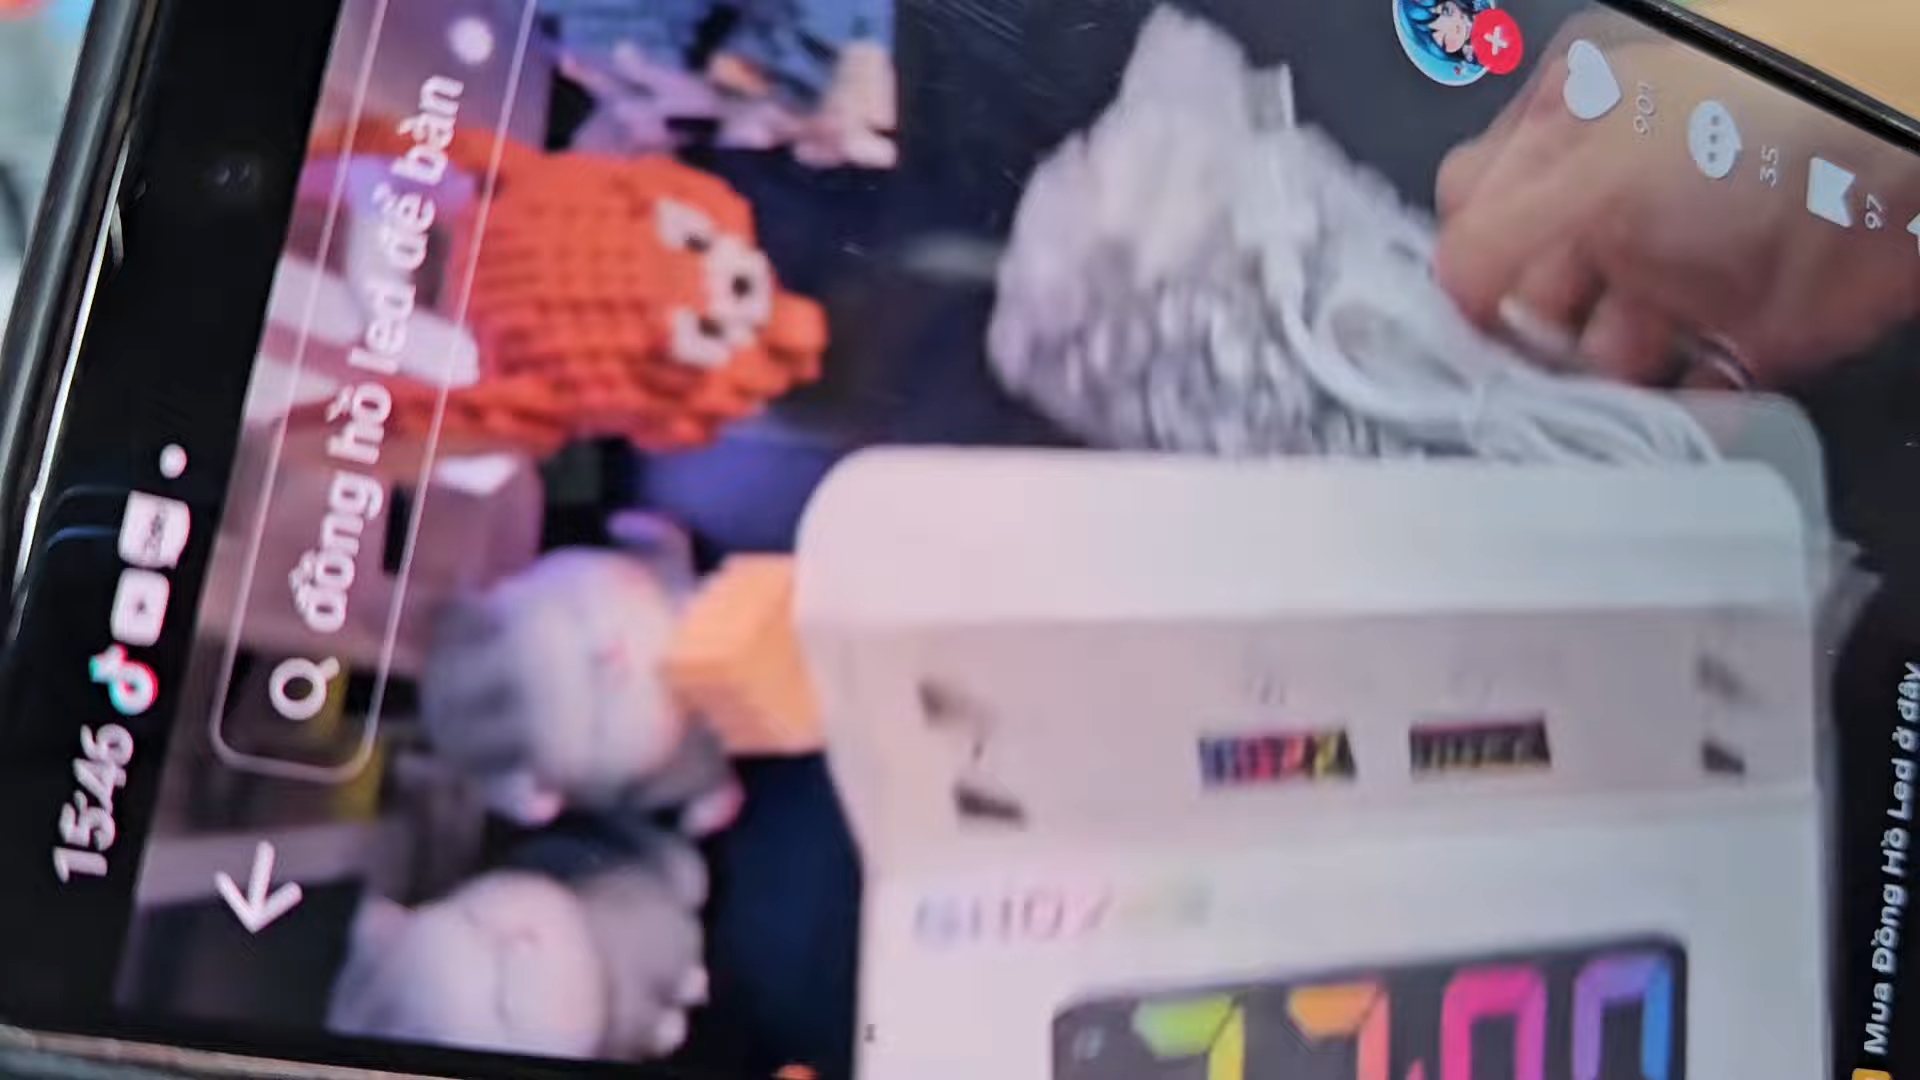 15:46
đồng hồ led để bàn
901
35
97
Mua Đồng Hồ Led ở đây